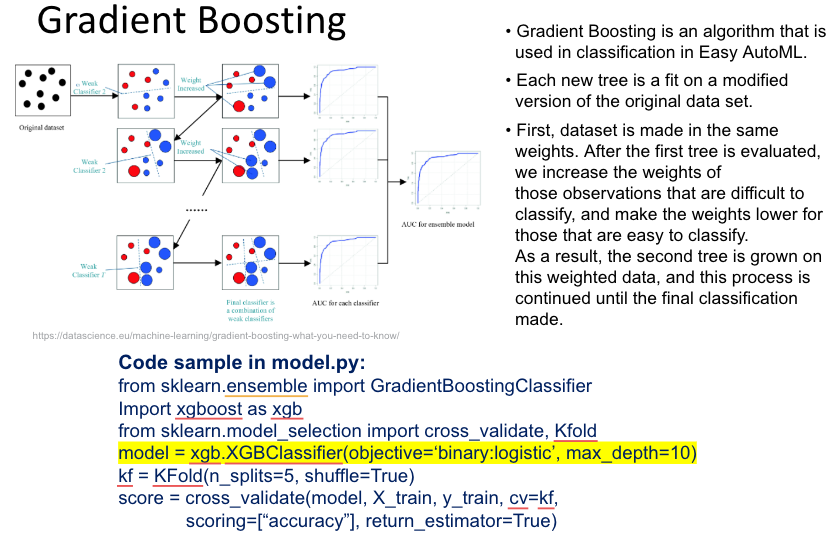 Gradient Boosting
• Gradient Boosting is an algorithm that is
used in classification in Easy AutoML.
• Each new tree is a fit on a modified
version of the original data set.
• First, dataset is made in the same
weights. After the first tree is evaluated,
we increase the weights of
those observations that are difficult to
classify, and make the weights lower for
those that are easy to classify.
As a result, the second tree is grown on
this weighted data, and this process is
continued until the final classification
made.
Original dataset
Weak
Classifier
Weight
Increased
Weak
Classifier 2
Weight
Increased
......
Weak
Classifier 1
Final classifier is
a combination of
weak classifiers
AUC for each classifier
AUC for ensemble model
https://datascience.eu/machine-learning/gradient-boosting-what-you-need-to-know/
Code sample in model.py:
from sklearn.ensemble import GradientBoostingClassifier
Import xgboost as xgb
from sklearn.model_selection import cross_validate, Kfold
model = xgb.XGBClassifier(objective=‘binary:logistic’, max_depth=10)
kf = KFold(n_splits=5, shuffle=True)
score = cross_validate(model, X_train, y_train, cv=kf,
scoring=[“accuracy”], return_estimator=True)